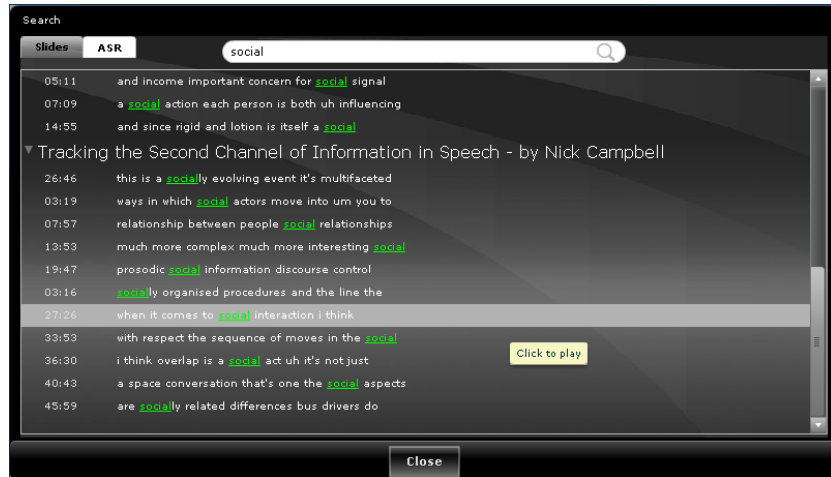 Search
Slides ASR social
05:11 and income important concern for social signal
07:09 a social action each person is both uh influencing
14:55 and since rigid and lotion is itself a social
Tracking the Second Channel of Information in Speech - by Nick Campbell
26:46 this is a socially evolving event it's multifaceted
03:19 ways in which social actors move into um you to
07:57 relationship between people social relationships
13:53 much more complex much more interesting social
19:47 prosodic social information discourse control
03:16 socially organised procedures and the line the
27:26 when it comes to social interaction i think
33:53 with respect the sequence of moves in the social
Click to play
36:30 i think overlap is a social act uh it's not just
40:43 a space conversation that's one the social aspects
45:59 are socially related differences bus drivers do
Close